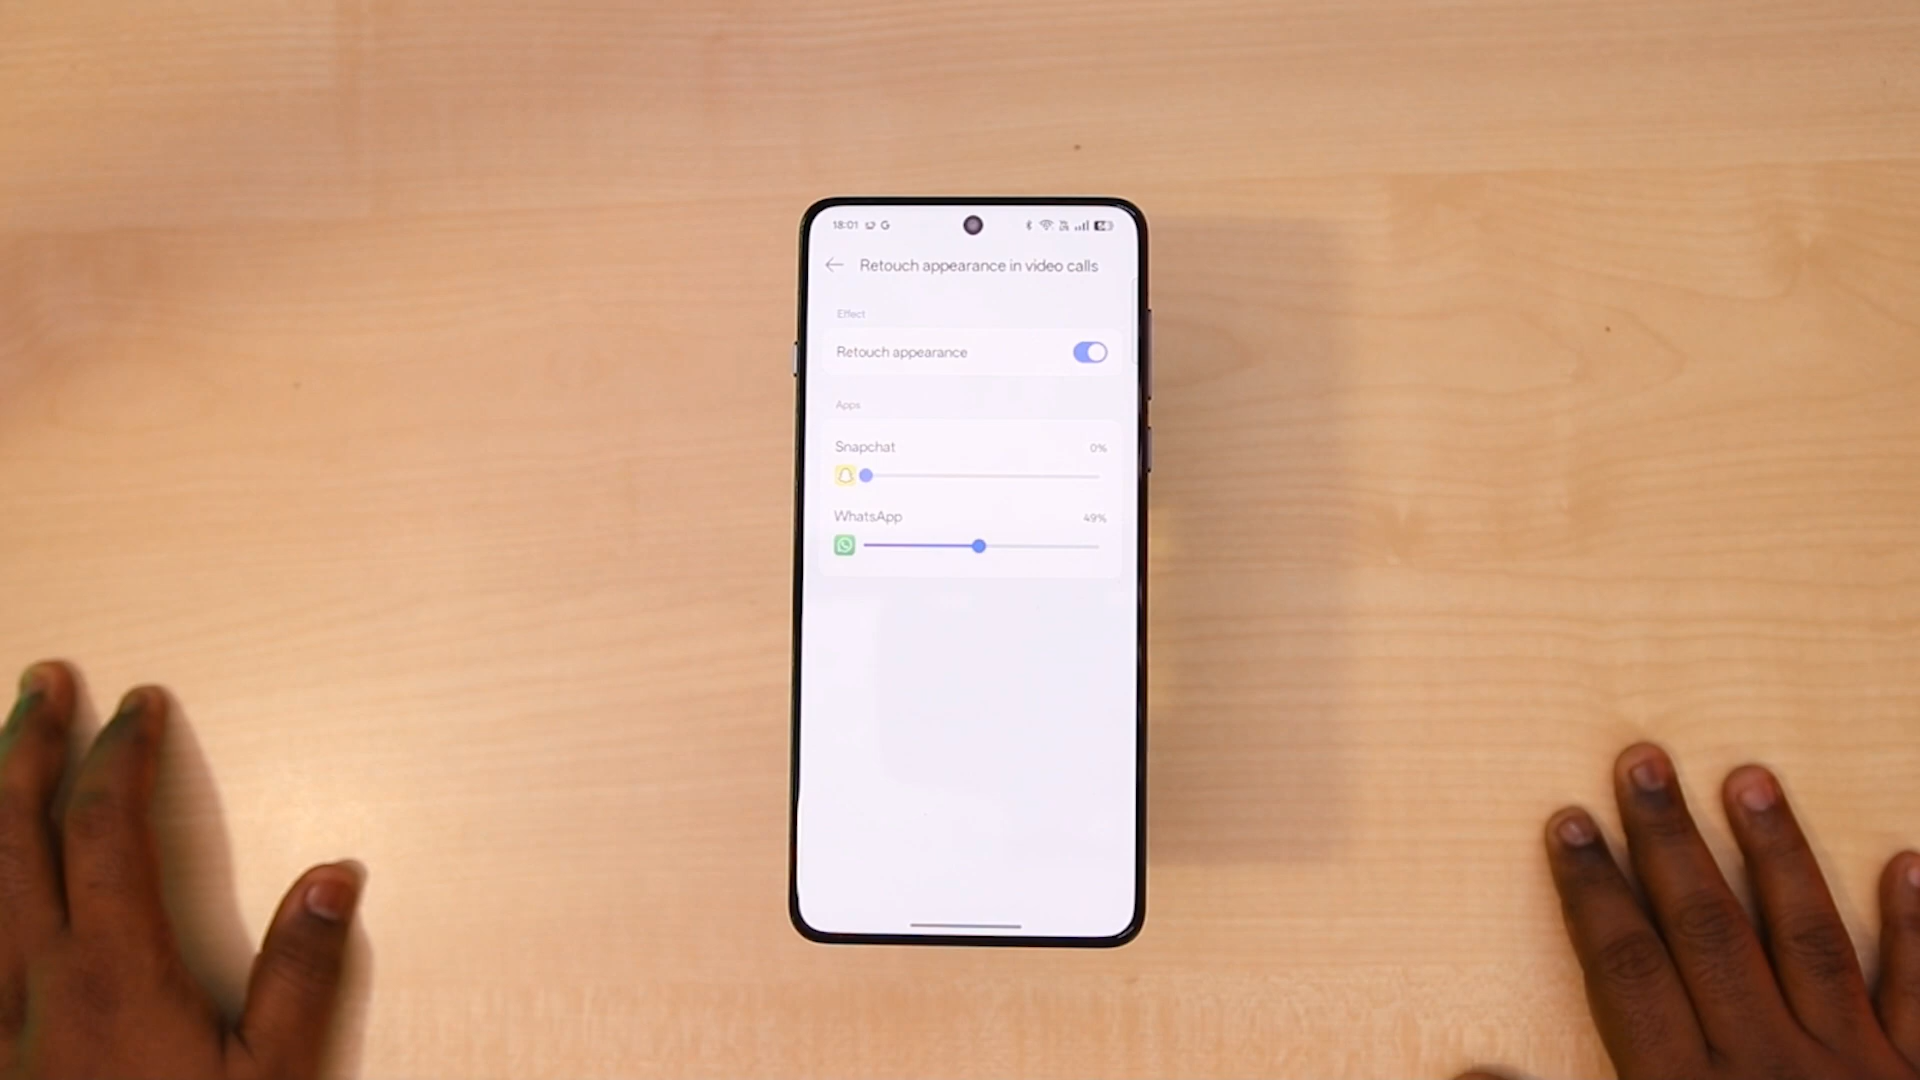 18:01 G
Retouch appearance in video calls
Effect
Retouch appearance
Apps
Snapchat 0%
WhatsApp 49%